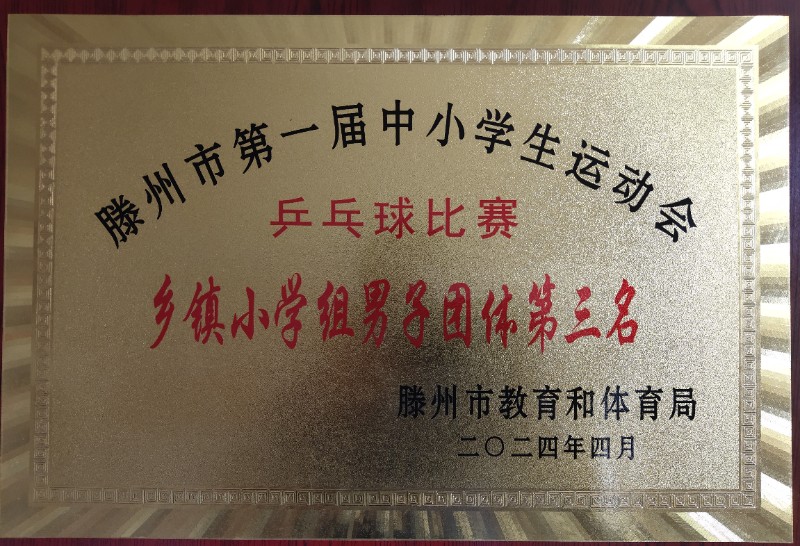 滕州市第一届中小学生运动会
乒乓球比赛
乡镇小学组男子团体第三名
滕州市教育和体育局
二〇二四年四月